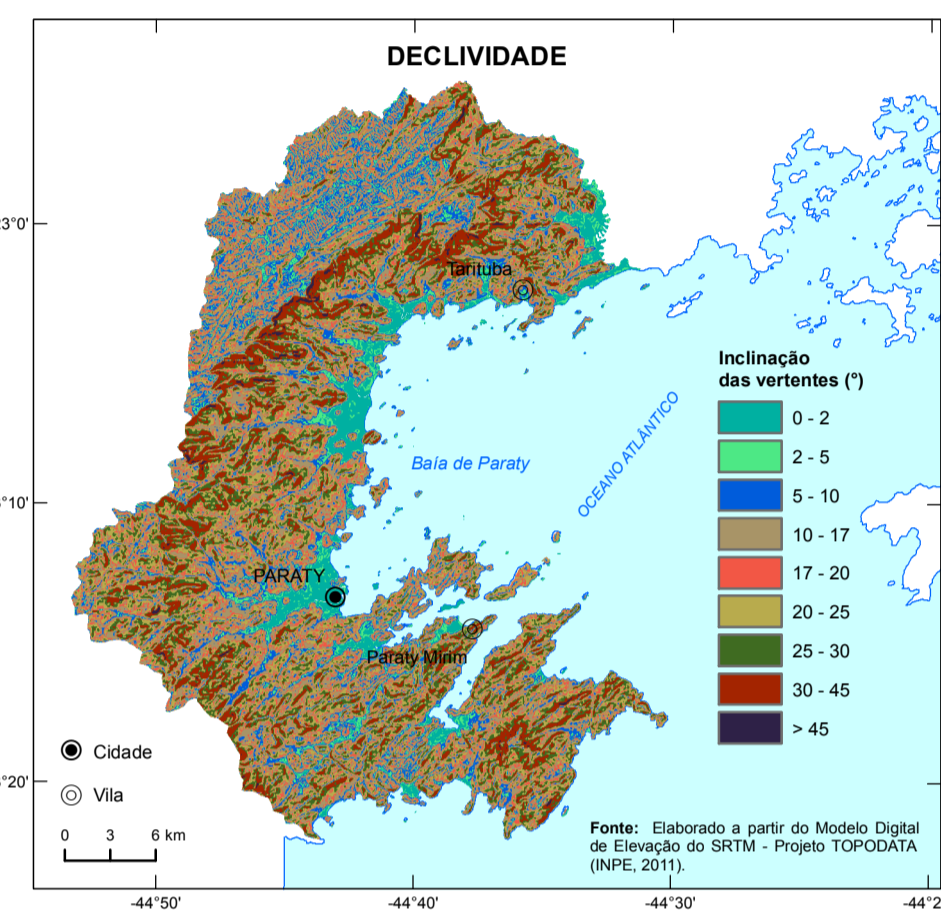 DECLIVIDADE
3°0'
Tarituba
Inclinação
das vertentes (°)
0 - 2
2 - 5
5 - 10
10 - 17
17 - 20
20 - 25
25 - 30
30 - 45
> 45
OCEANO ATLÂNTICO
Baía de Paraty
°10'
PARATY
Paraty Mirim
Cidade
Vila
°20'
0 3 6 km
Fonte: Elaborado a partir do Modelo Digital
de Elevação do SRTM - Projeto TOPODATA
(INPE, 2011).
-44°50' -44°40' -44°30' -44°2